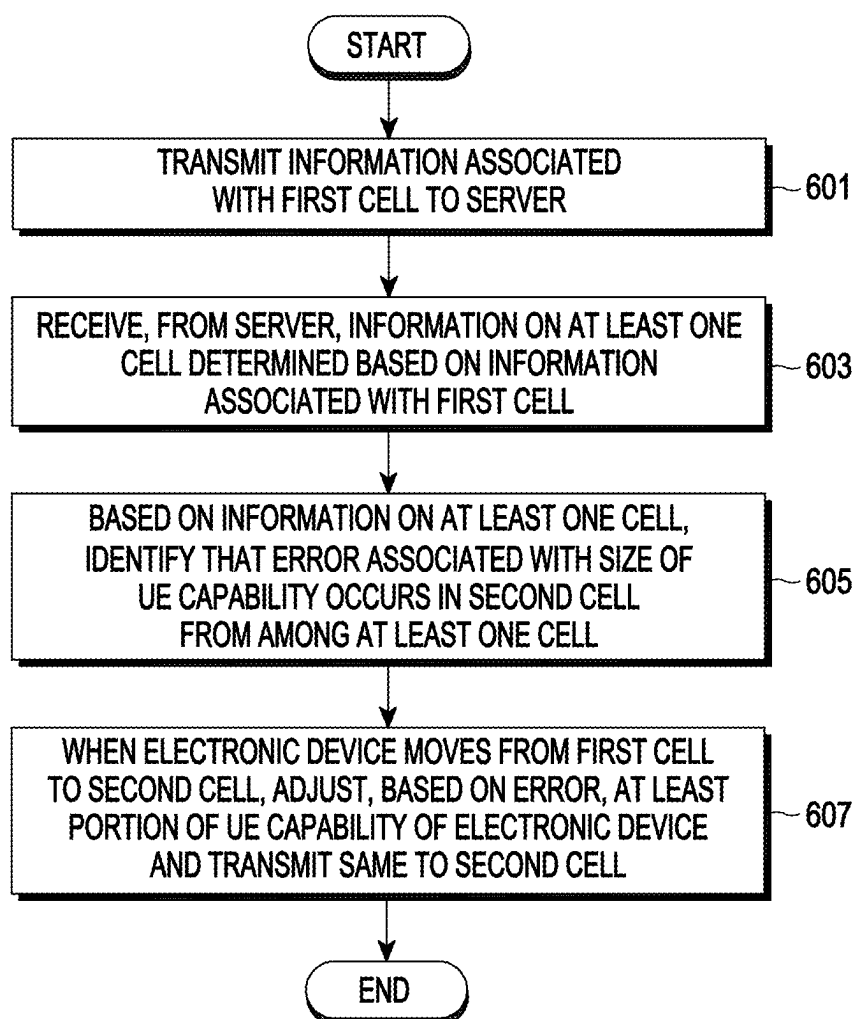 START
TRANSMIT INFORMATION ASSOCIATED
WITH FIRST CELL TO SERVER
601
RECEIVE, FROM SERVER, INFORMATION ON AT LEAST ONE
CELL DETERMINED BASED ON INFORMATION
ASSOCIATED WITH FIRST CELL
603
BASED ON INFORMATION ON AT LEAST ONE CELL,
IDENTIFY THAT ERROR ASSOCIATED WITH SIZE OF
UE CAPABILITY OCCURS IN SECOND CELL
FROM AMONG AT LEAST ONE CELL
605
WHEN ELECTRONIC DEVICE MOVES FROM FIRST CELL
TO SECOND CELL, ADJUST, BASED ON ERROR, AT LEAST
PORTION OF UE CAPABILITY OF ELECTRONIC DEVICE
AND TRANSMIT SAME TO SECOND CELL
607
END